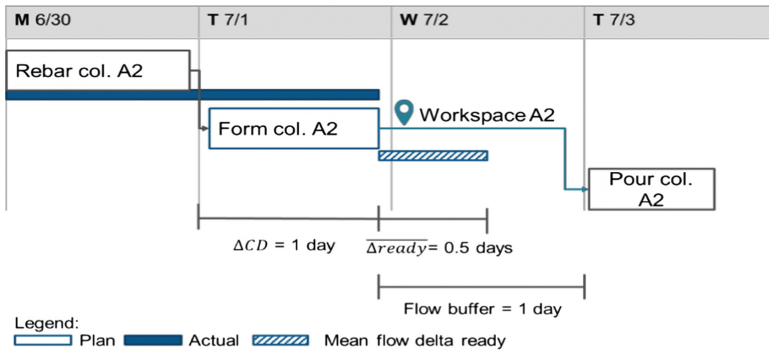 M 6/30
T 7/1
W 7/2
T 7/3
Rebar col. A2
Form col. A2
Workspace A2
Pour col.
A2
ΔCD = 1 day
Δready= 0.5 days
Flow buffer = 1 day
Legend:
Plan
Actual
Mean flow delta ready